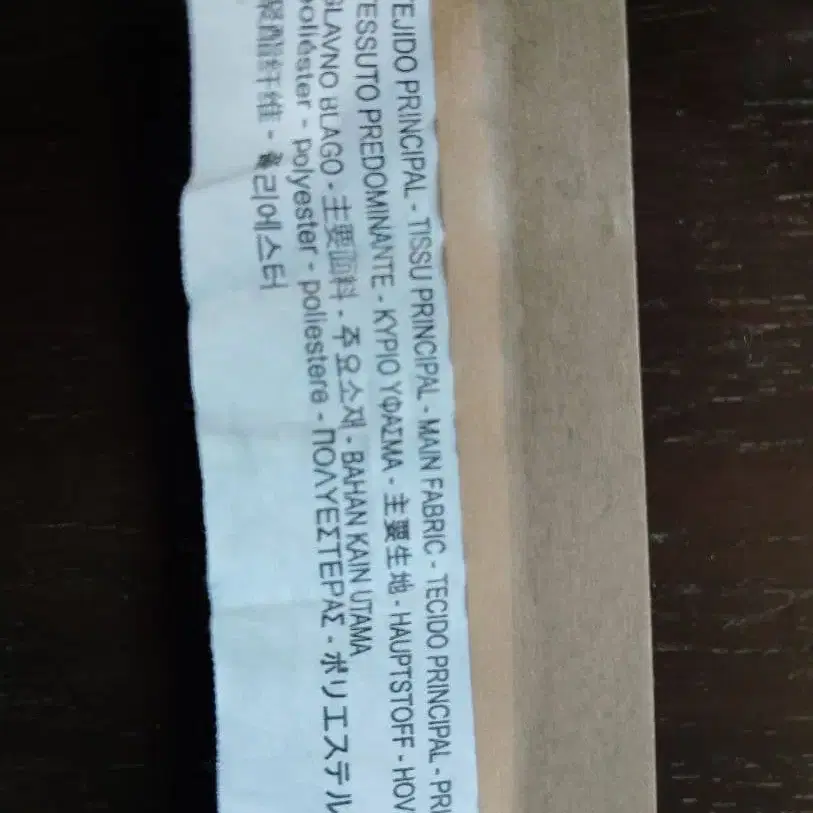 TEJIDO PRINCIPAL - TISSU PRINCIPAL - MAIN FABRIC - TECIDO PRINCIPAL -
TESSUTO PREDOMINANTE - ΚΥΡΙΟ ΥΦΑΣΜΑ - 主要生地 - HAUPTSTOFF -
GLAVNO BLAGO - 主要面料 - 주요소재 - BAHAN KAIN UTAMA
poliéster - polyester - poliestere - ΠΟΛΥΕΣΤΕΡΑΣ - ポリエステル
聚酯纤维 - 폴리에스터